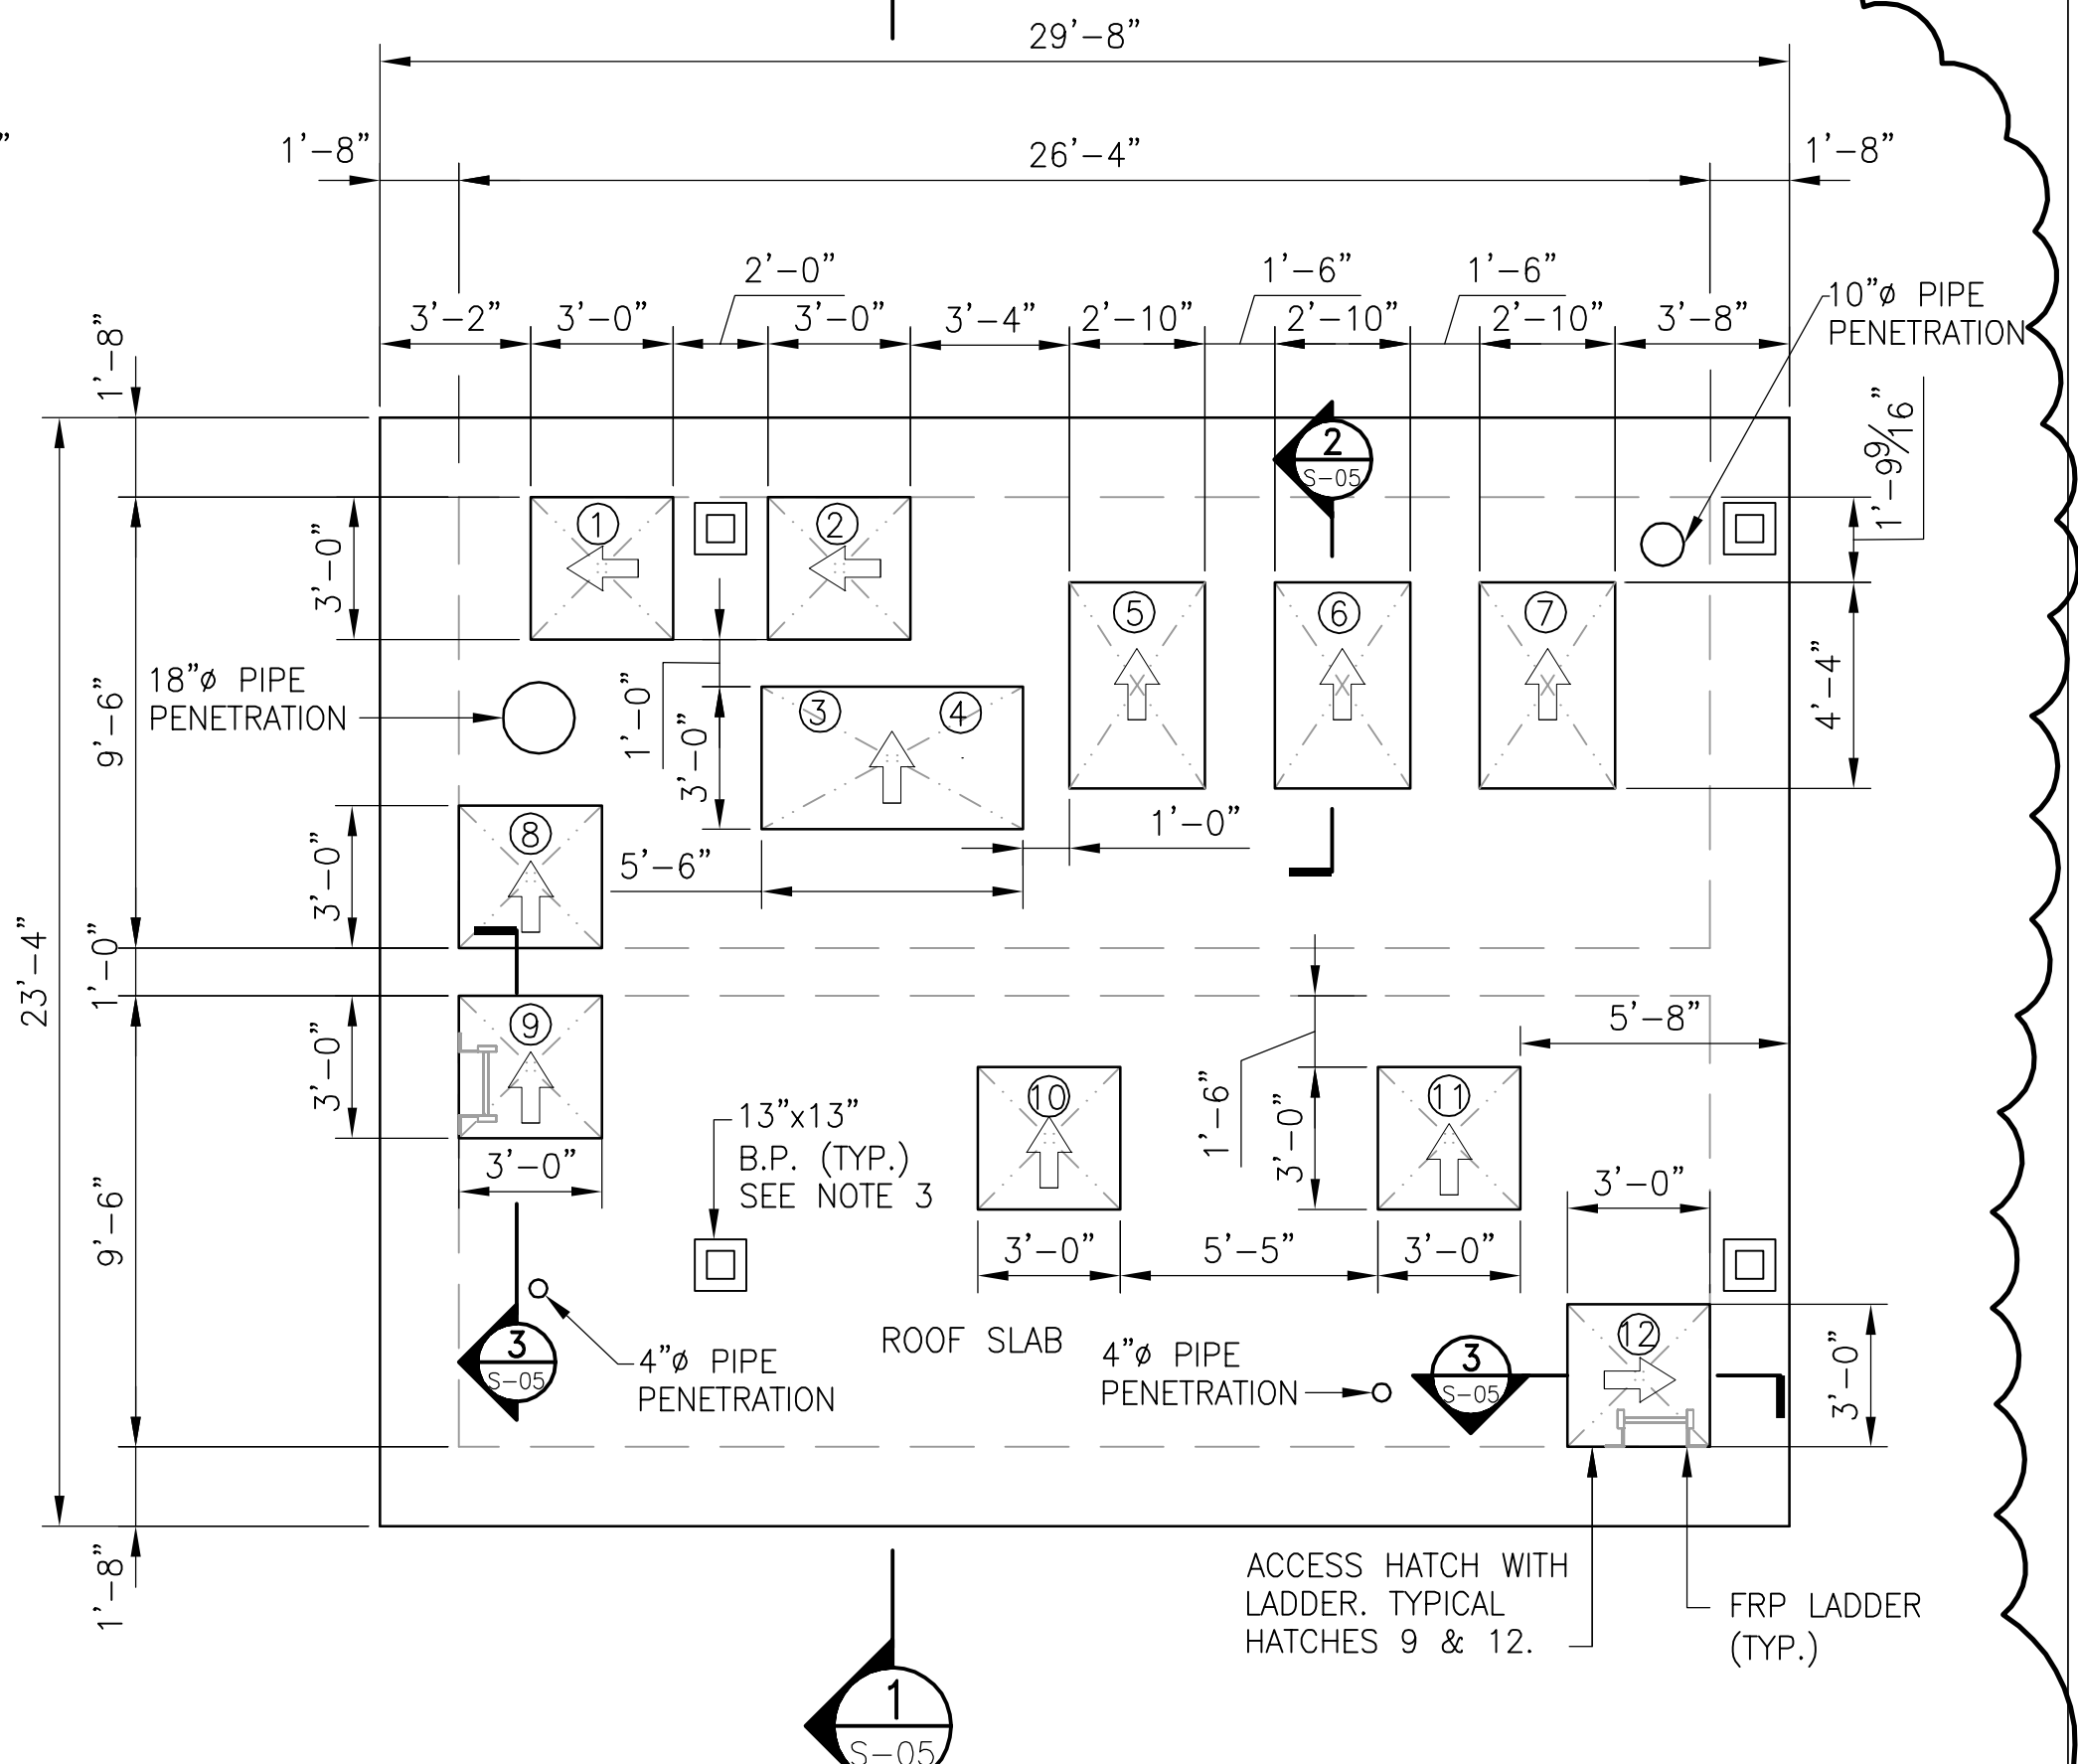 29'-8"
1'-8"
26'-4"
1'-8"
2'-0"
1'-6"
1'-6"
3'-2"
3'-0"
3'-0"
3'-4"
2'-10"
2'-10"
2'-10"
3'-8"
10"ø PIPE
PENETRATION
1'-8"
1'-9 9/16"
2
S-05
1
2
3'-0"
5
6
7
18"ø PIPE
PENETRATION
9'-6"
1'-0"
3'-0"
3
4
4'-4"
1'-0"
8
3'-0"
5'-6"
23'-4"
1'-0"
9
3'-0"
5'-8"
3'-0"
13"x13"
B.P. (TYP.)
SEE NOTE 3
10
11
1'-6"
3'-0"
3'-0"
9'-6"
3'-0"
5'-5"
3'-0"
12
3'-0"
ROOF SLAB
3
S-05
4"ø PIPE
PENETRATION
4"ø PIPE
PENETRATION
3
S-05
1'-8"
ACCESS HATCH WITH
LADDER. TYPICAL
HATCHES 9 & 12.
FRP LADDER
(TYP.)
1
S-05